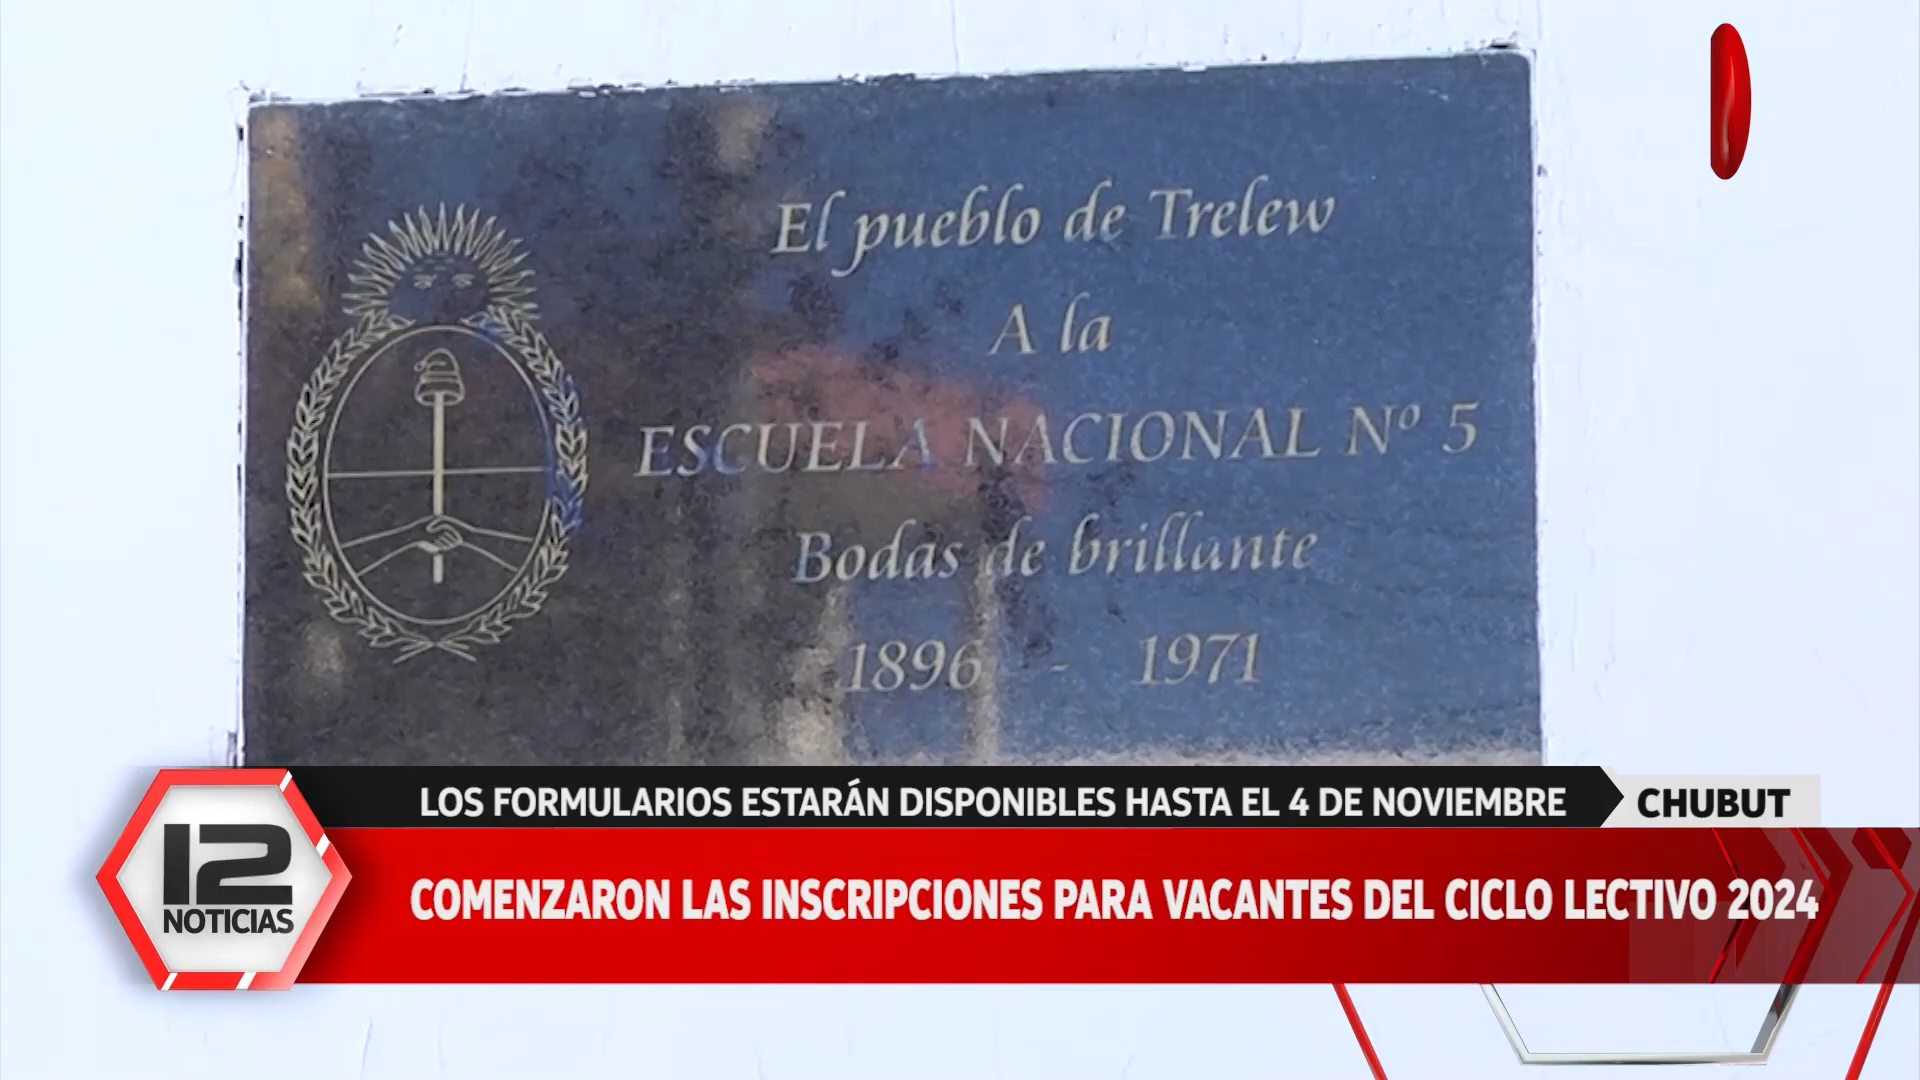 El pueblo de Trelew
A la
ESCUELA NACIONAL Nº 5
Bodas de brillante
1896 - 1971
LOS FORMULARIOS ESTARÁN DISPONIBLES HASTA EL 4 DE NOVIEMBRE
CHUBUT
12
NOTICIAS
COMENZARON LAS INSCRIPCIONES PARA VACANTES DEL CICLO LECTIVO 2024